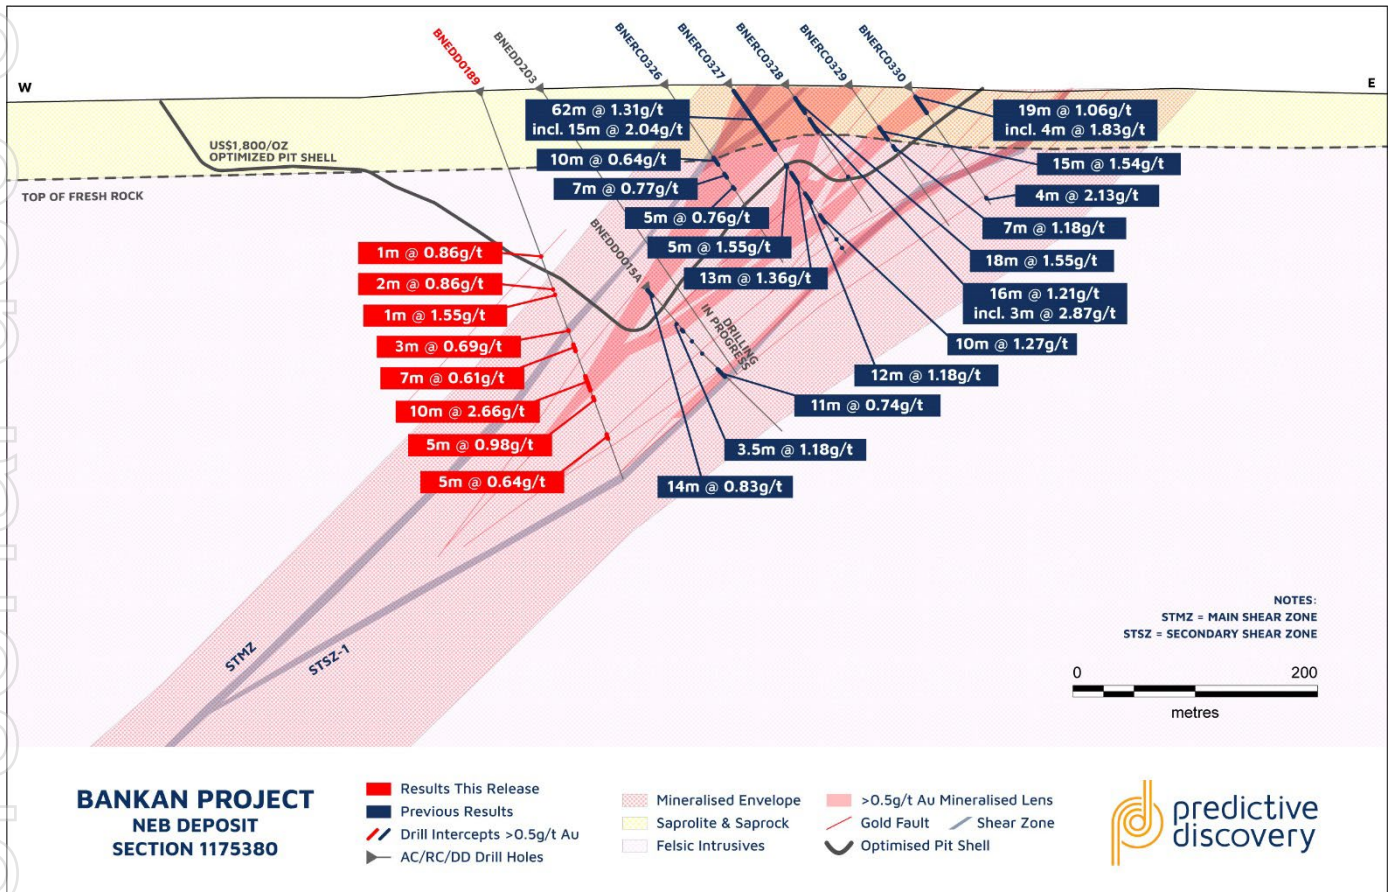 W
E
BNEDD0189
BNEDD203
BNERC0326
BNERC0327
BNERC0328
BNERC0329
BNERC0330
62m @ 1.31g/t
incl. 15m @ 2.04g/t
19m @ 1.06g/t
incl. 4m @ 1.83g/t
US$1,800/OZ
OPTIMIZED PIT SHELL
10m @ 0.64g/t
15m @ 1.54g/t
TOP OF FRESH ROCK
7m @ 0.77g/t
4m @ 2.13g/t
5m @ 0.76g/t
7m @ 1.18g/t
BNEDD0015A
5m @ 1.55g/t
18m @ 1.55g/t
1m @ 0.86g/t
13m @ 1.36g/t
2m @ 0.86g/t
16m @ 1.21g/t
incl. 3m @ 2.87g/t
1m @ 1.55g/t
DRILLING
IN PROGRESS
3m @ 0.69g/t
10m @ 1.27g/t
7m @ 0.61g/t
12m @ 1.18g/t
10m @ 2.66g/t
11m @ 0.74g/t
5m @ 0.98g/t
3.5m @ 1.18g/t
5m @ 0.64g/t
14m @ 0.83g/t
STMZ
STSZ-1
NOTES:
STMZ = MAIN SHEAR ZONE
STSZ = SECONDARY SHEAR ZONE
0 200
metres
BANKAN PROJECT
NEB DEPOSIT
SECTION 1175380
Results This Release
Previous Results
Drill Intercepts >0.5g/t Au
AC/RC/DD Drill Holes
Mineralised Envelope
Saprolite & Saprock
Felsic Intrusives
>0.5g/t Au Mineralised Lens
Gold Fault
Shear Zone
Optimised Pit Shell
predictive
discovery